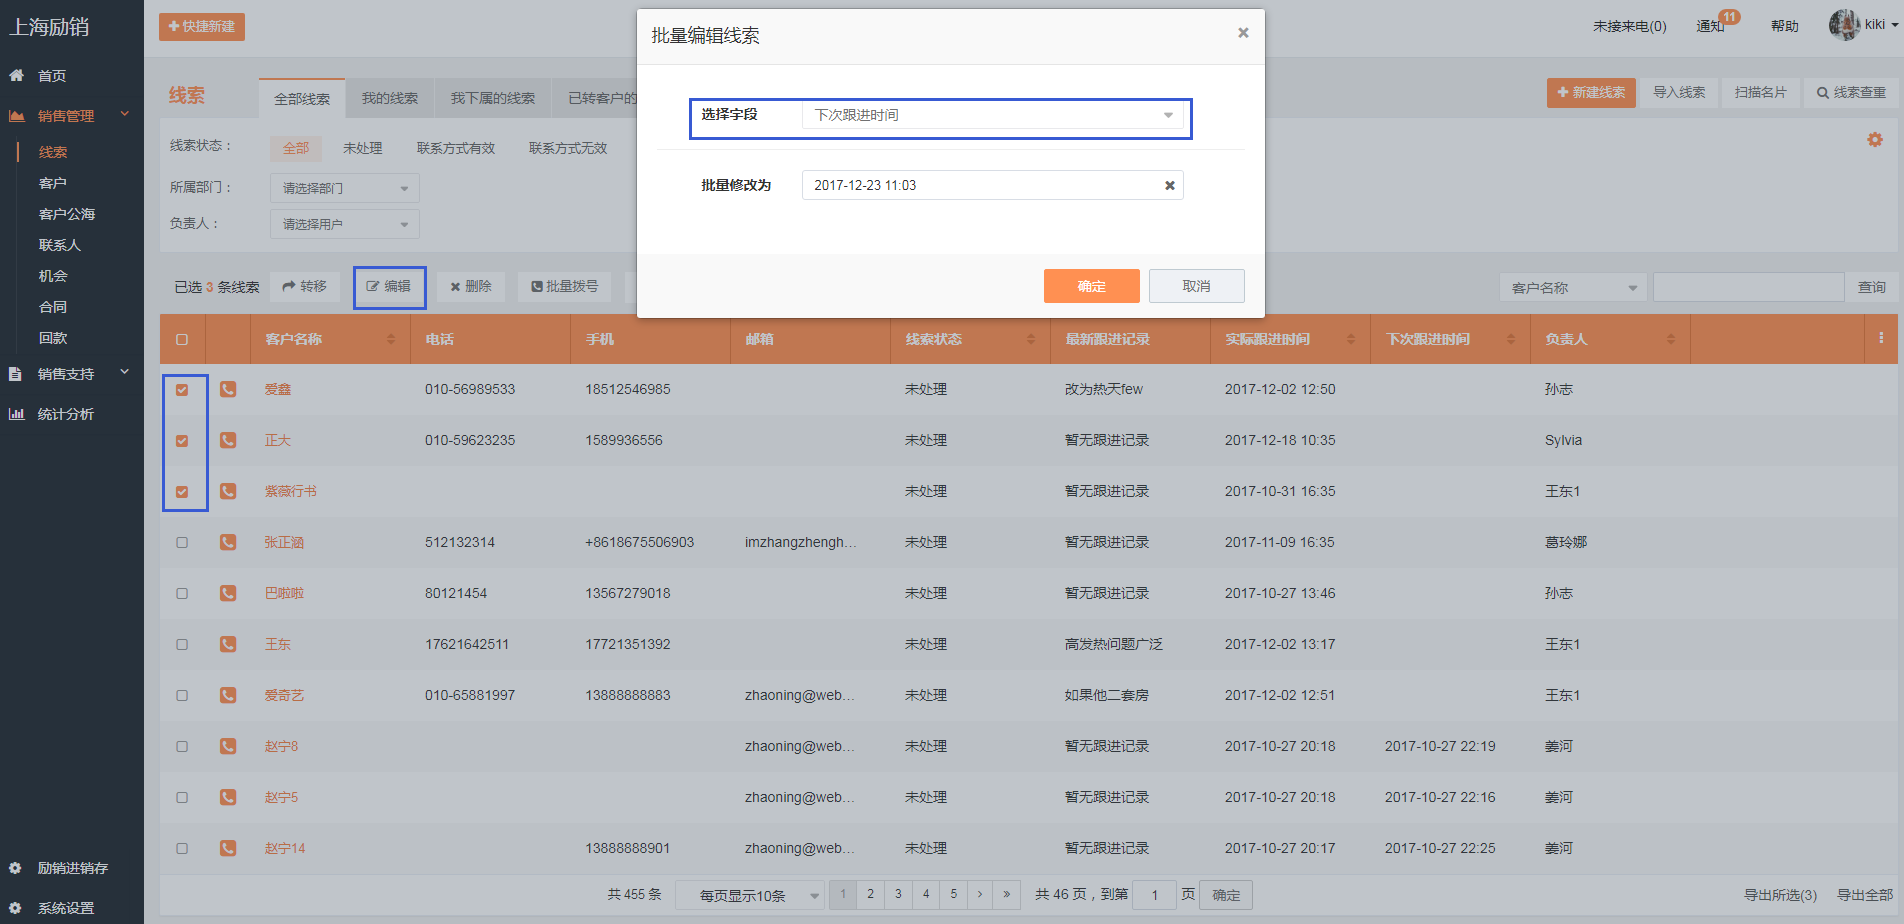 上海励销
快捷新建
未接来电(0) 通知 11 帮助 kiki
首页
销售管理
线索
客户
客户公海
联系人
机会
合同
回款
销售支持
统计分析
励销进销存
系统设置
线索 全部线索 我的线索 我下属的线索 已转客户的
新建线索 导入线索 扫描名片 线索查重
线索状态： 全部 未处理 联系方式有效 联系方式无效
所属部门： 请选择部门
负责人： 请选择用户
批量编辑线索 ×
选择字段 下次跟进时间
批量修改为 2017-12-23 11:03
确定 取消
已选 3 条线索 转移 编辑 删除 批量拨号 客户名称 查询
客户名称 电话 手机 邮箱 线索状态 最新跟进记录 实际跟进时间 下次跟进时间 负责人
爱鑫 010-56989533 18512546985 未处理 改为热天few 2017-12-02 12:50 孙志
正大 010-59623235 1589936556 未处理 暂无跟进记录 2017-12-18 10:35 Sylvia
紫薇行书 未处理 暂无跟进记录 2017-10-31 16:35 王东1
张正涵 512132314 +8618675506903 imzhangzhengh... 未处理 暂无跟进记录 2017-11-09 16:35 葛玲娜
巴啦啦 80121454 13567279018 未处理 暂无跟进记录 2017-10-27 13:46 孙志
王东 17621642511 17721351392 未处理 高发热问题广泛 2017-12-02 13:17 王东1
爱奇艺 010-65881997 13888888883 zhaoning@web... 未处理 如果他二套房 2017-12-02 12:51 王东1
赵宁8 zhaoning@web... 未处理 暂无跟进记录 2017-10-27 20:18 2017-10-27 22:19 姜河
赵宁5 zhaoning@web... 未处理 暂无跟进记录 2017-10-27 20:18 2017-10-27 22:16 姜河
赵宁14 13888888901 zhaoning@web... 未处理 暂无跟进记录 2017-10-27 20:17 2017-10-27 22:25 姜河
共 455 条 每页显示10条 1 2 3 4 5 › » 共 46 页，到第 1 页 确定 导出所选(3) 导出全部